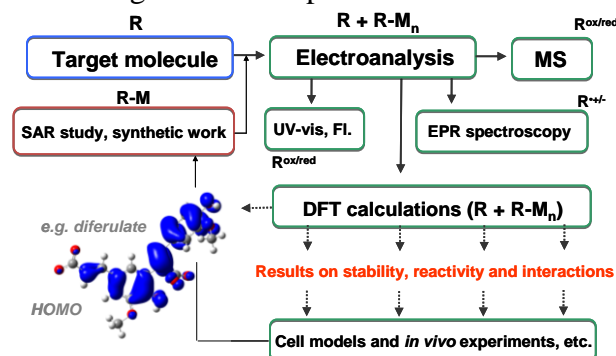 R
R + R-Mn
Rox/red
Target molecule
Electroanalysis
MS
R-M
R•+/-
SAR study, synthetic work
UV-vis, Fl.
EPR spectroscopy
Rox/red
e.g. diferulate
DFT calculations (R + R-Mn)
Results on stability, reactivity and interactions
HOMO
Cell models and in vivo experiments, etc.